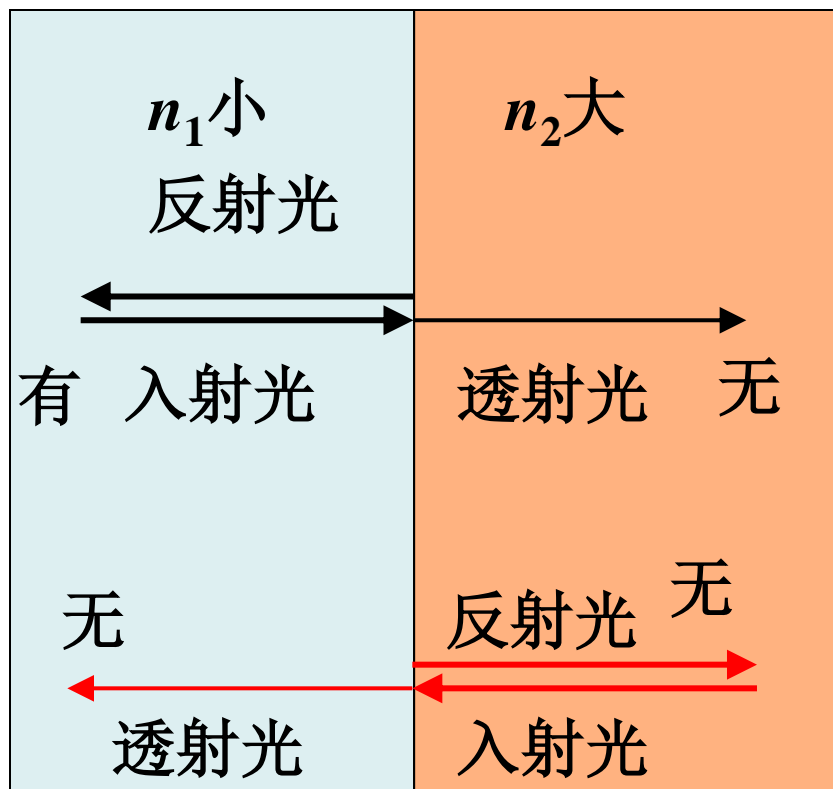 n₁小 n₂大
反射光
有 入射光 透射光 无
无 反射光 无
透射光 入射光